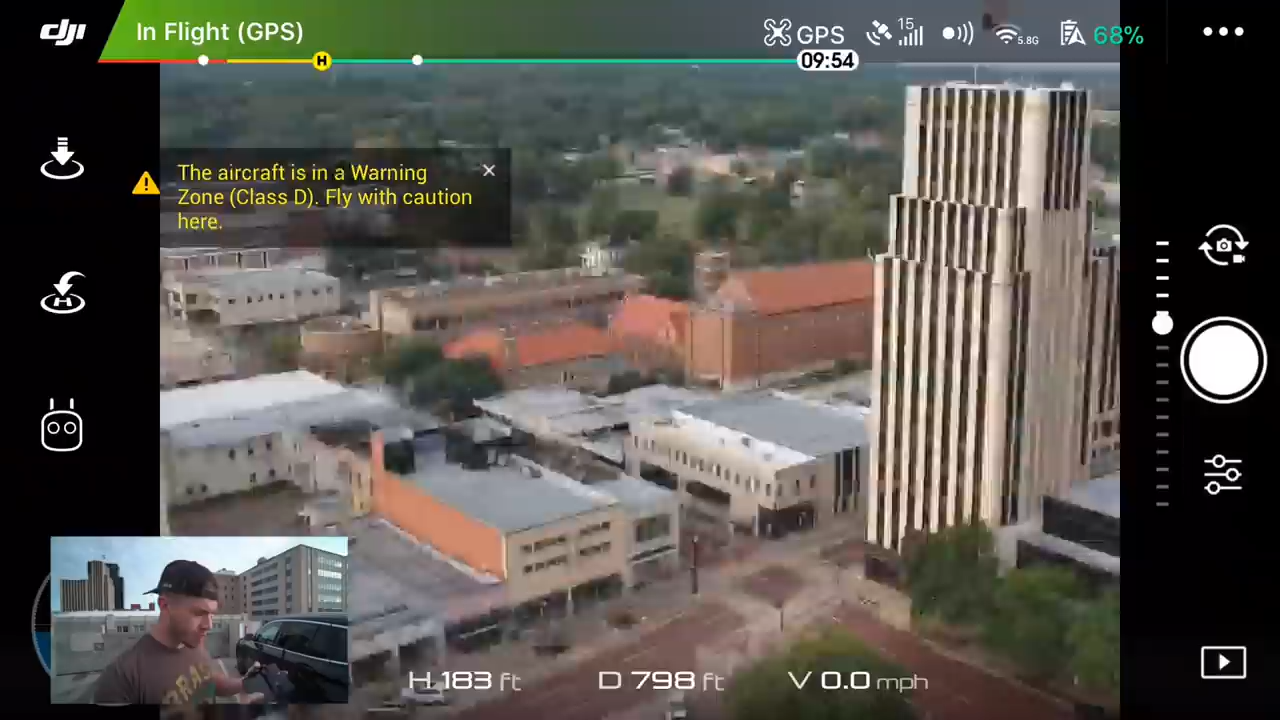 dji In Flight (GPS) GPS 15 5.8G 68%
H 09:54
The aircraft is in a Warning
Zone (Class D). Fly with caution
here.
H
BRAS
H 183 ft D 798 ft V 0.0 mph